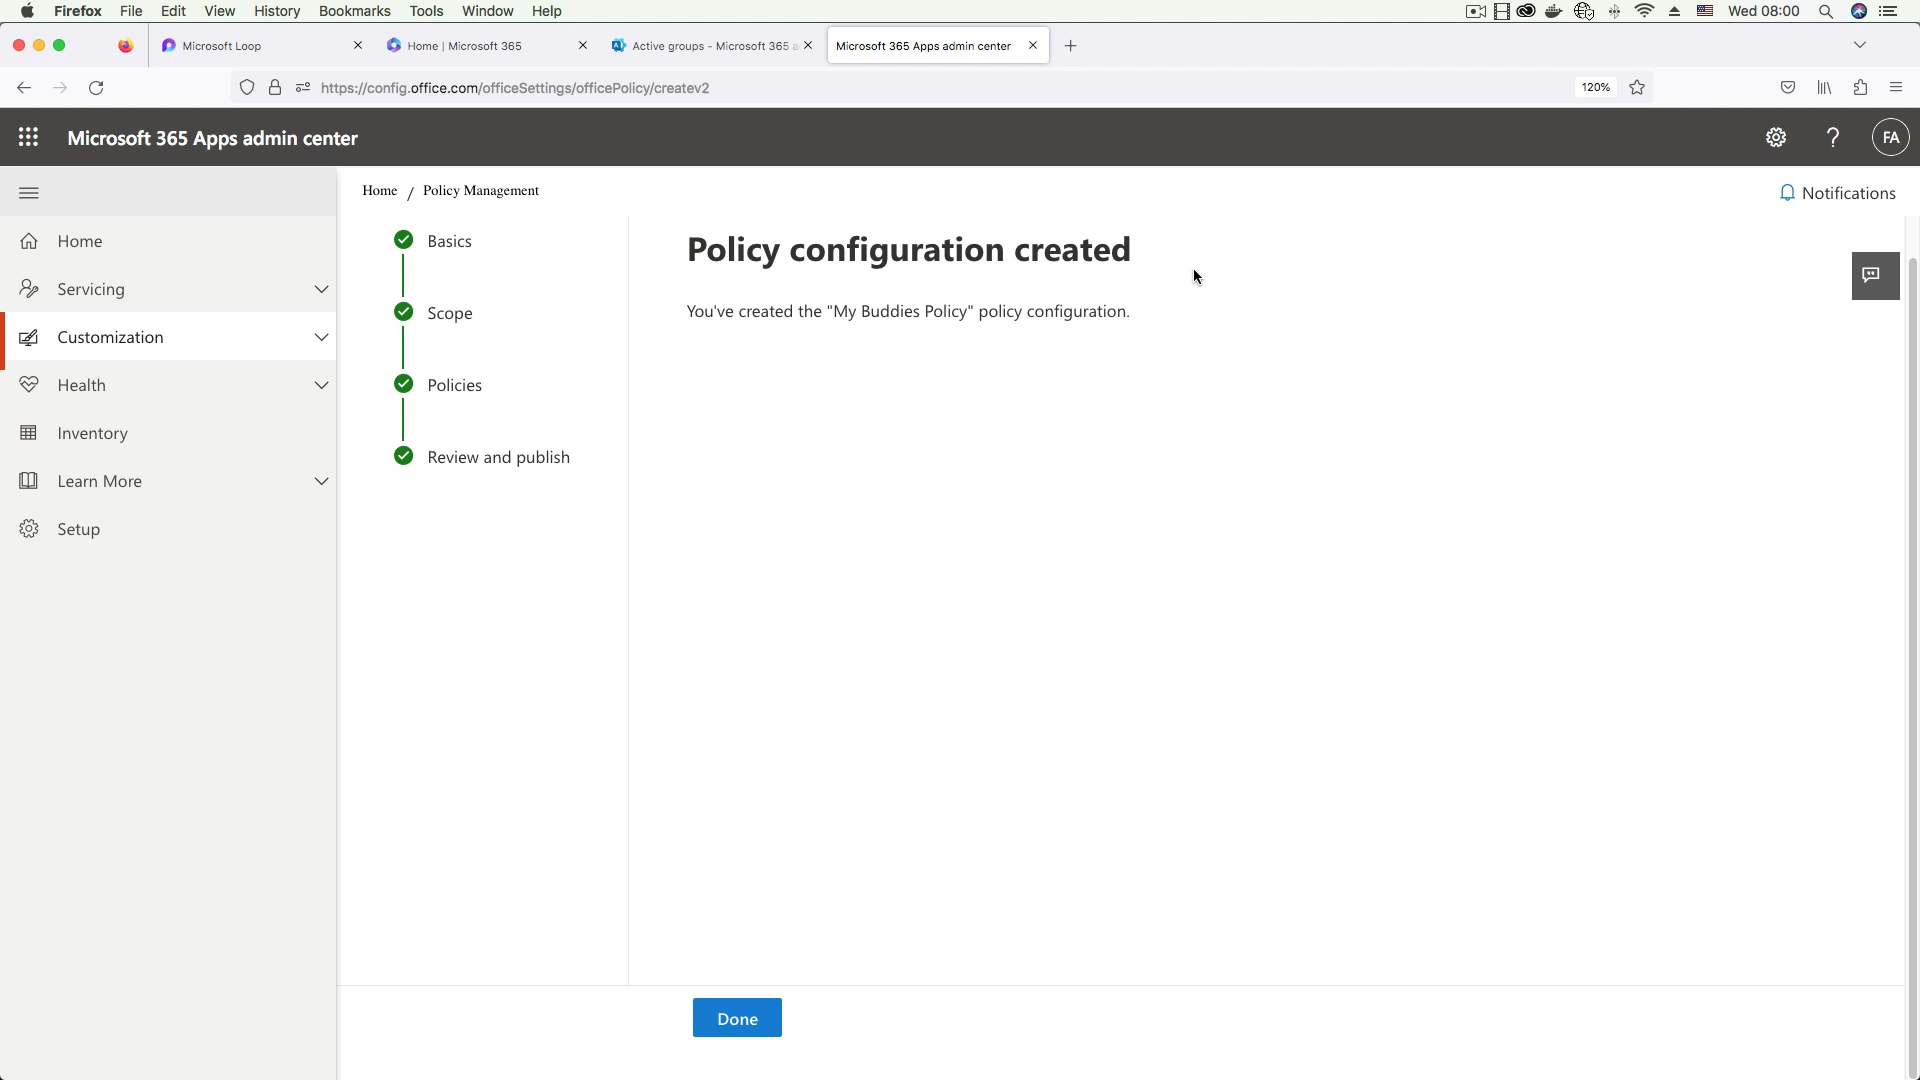 Firefox File Edit View History Bookmarks Tools Window Help
Wed 08:00
Microsoft Loop
Home | Microsoft 365
Active groups - Microsoft 365 a
Microsoft 365 Apps admin center
https://config.office.com/officeSettings/officePolicy/createv2
120%
Microsoft 365 Apps admin center
FA
Home / Policy Management
Notifications
Home
Servicing
Customization
Health
Inventory
Learn More
Setup
Basics
Scope
Policies
Review and publish
Policy configuration created
You've created the "My Buddies Policy" policy configuration.
Done